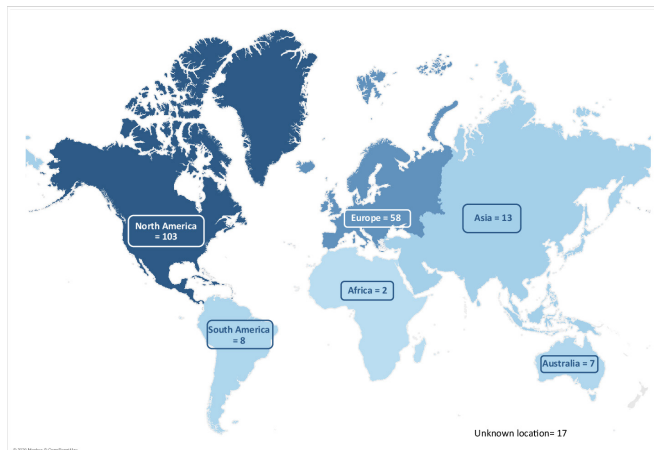 North America
= 103
Europe = 58
Asia = 13
Africa = 2
South America
= 8
Australia = 7
Unknown location= 17